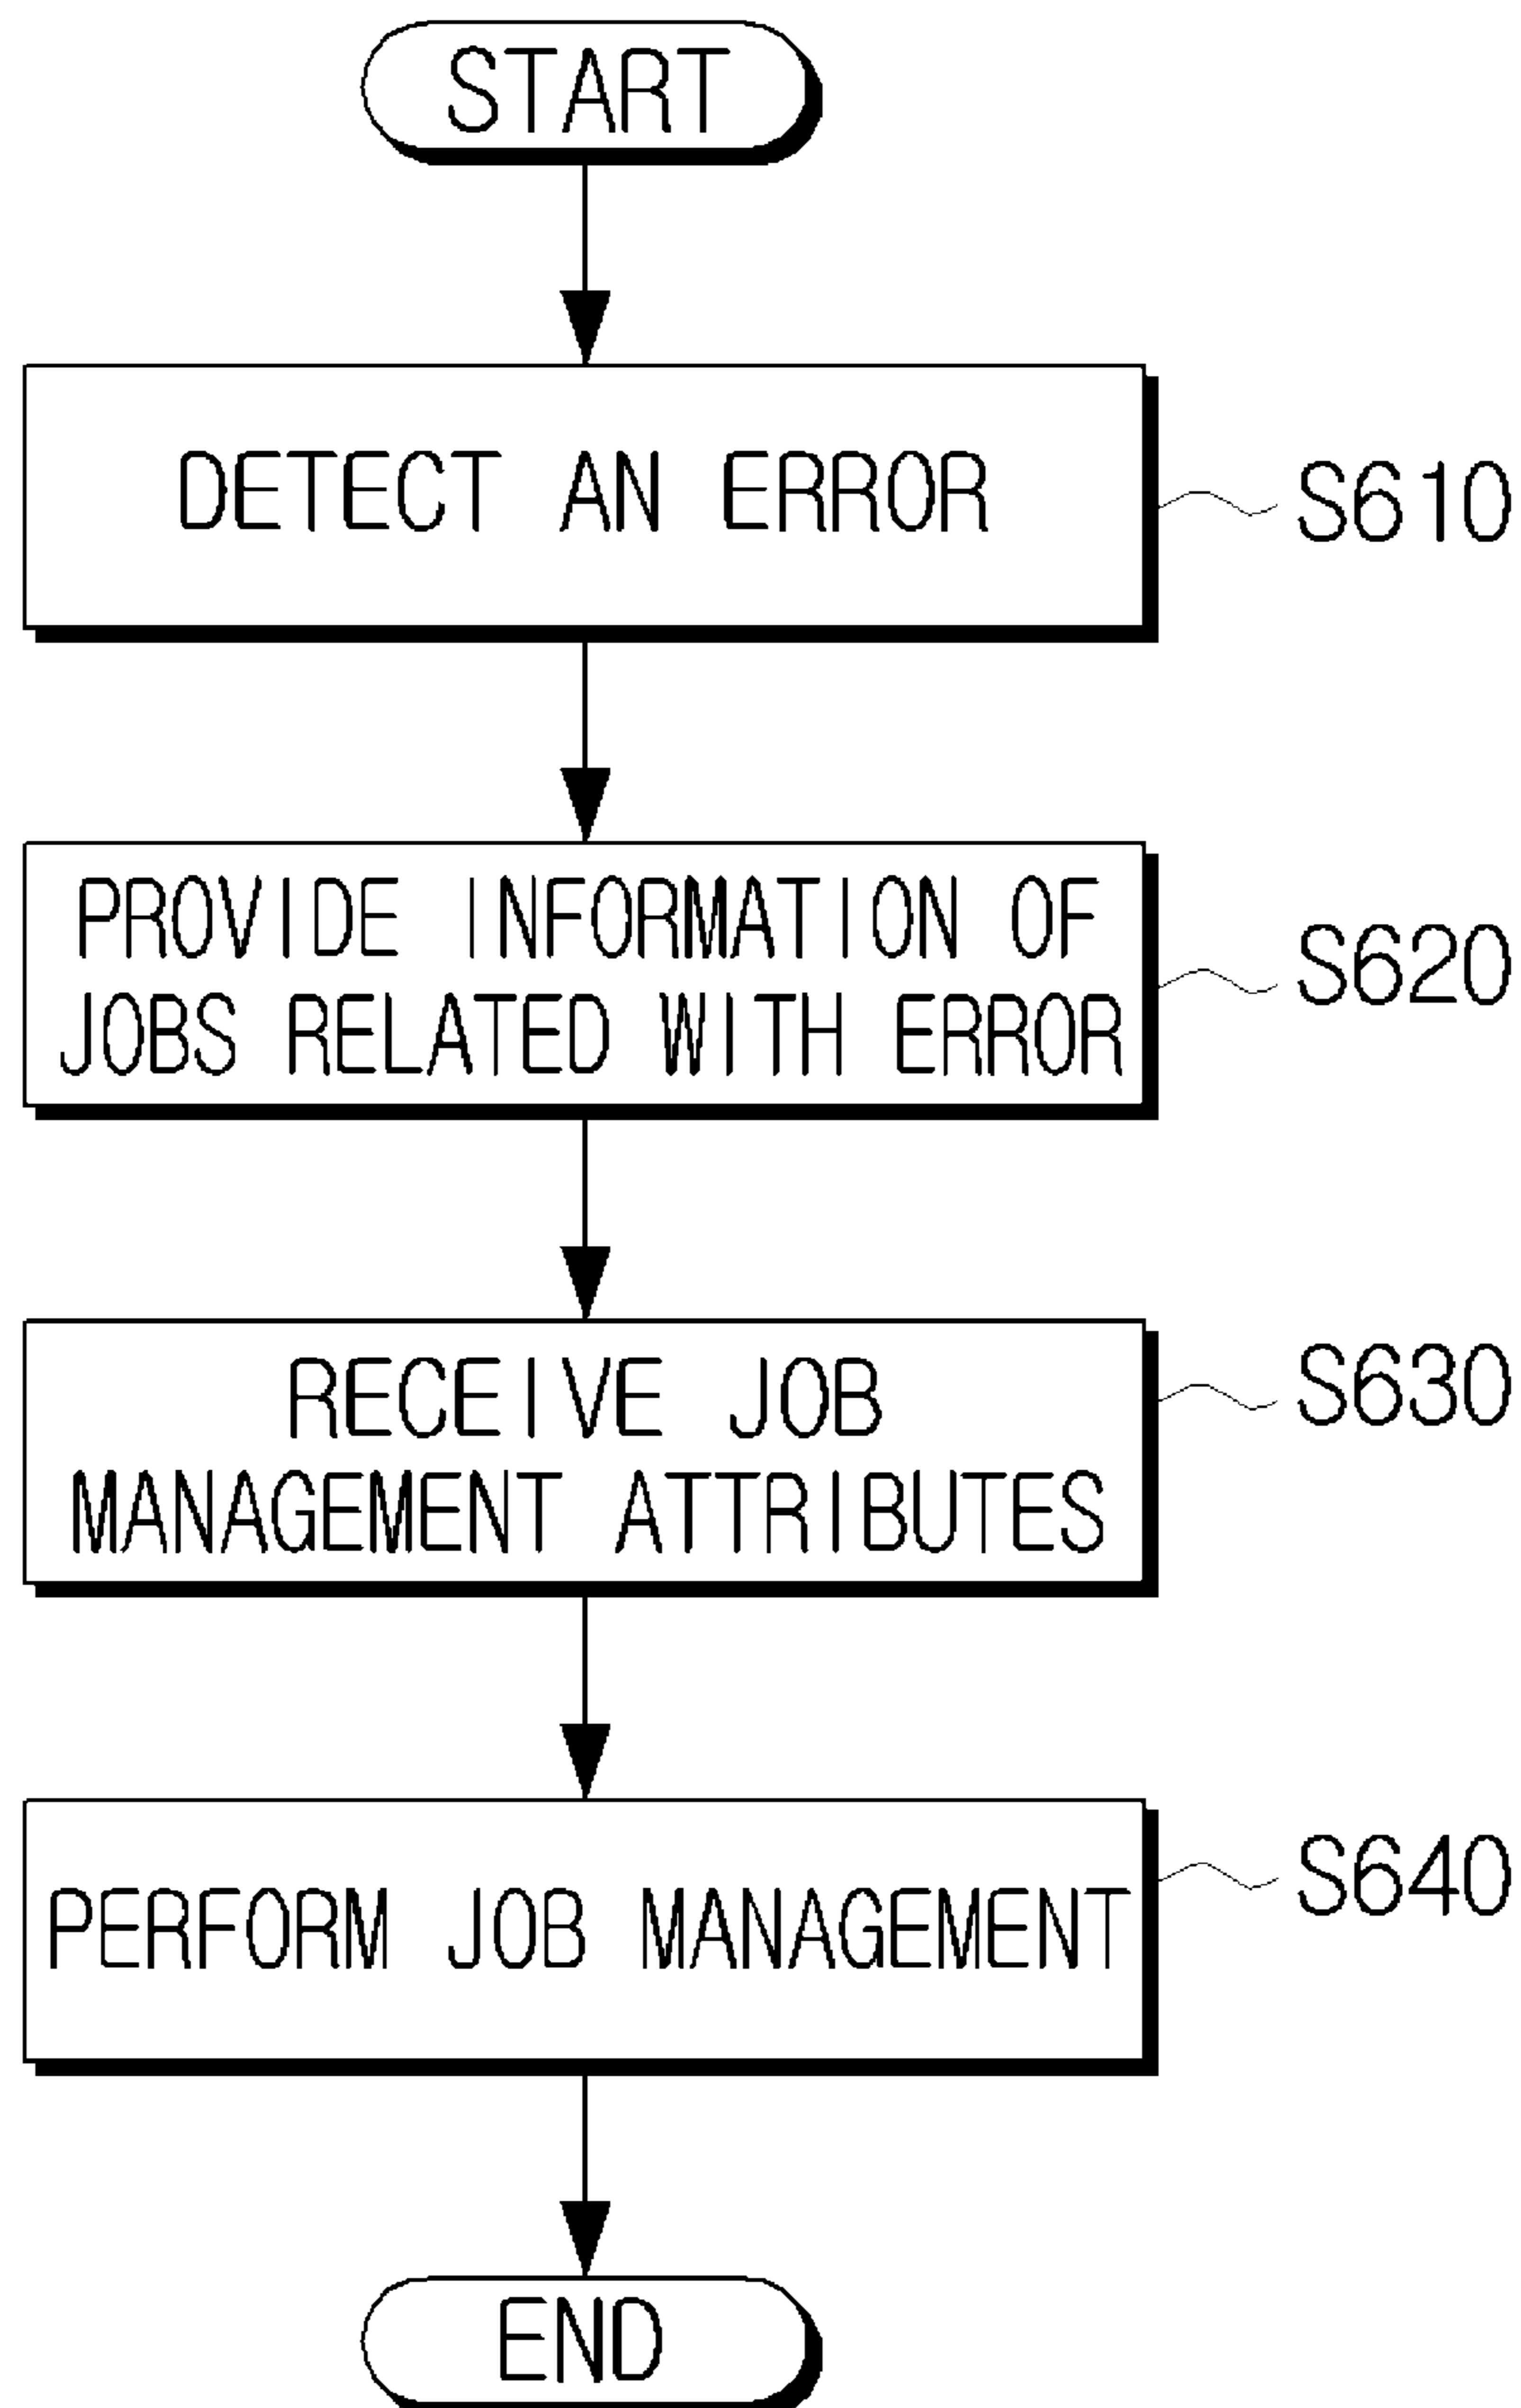 START
DETECT AN ERROR
S610
PROVIDE INFORMATION OF
JOBS RELATED WITH ERROR
S620
RECEIVE JOB
MANAGEMENT ATTRIBUTES
S630
PERFORM JOB MANAGEMENT
S640
END